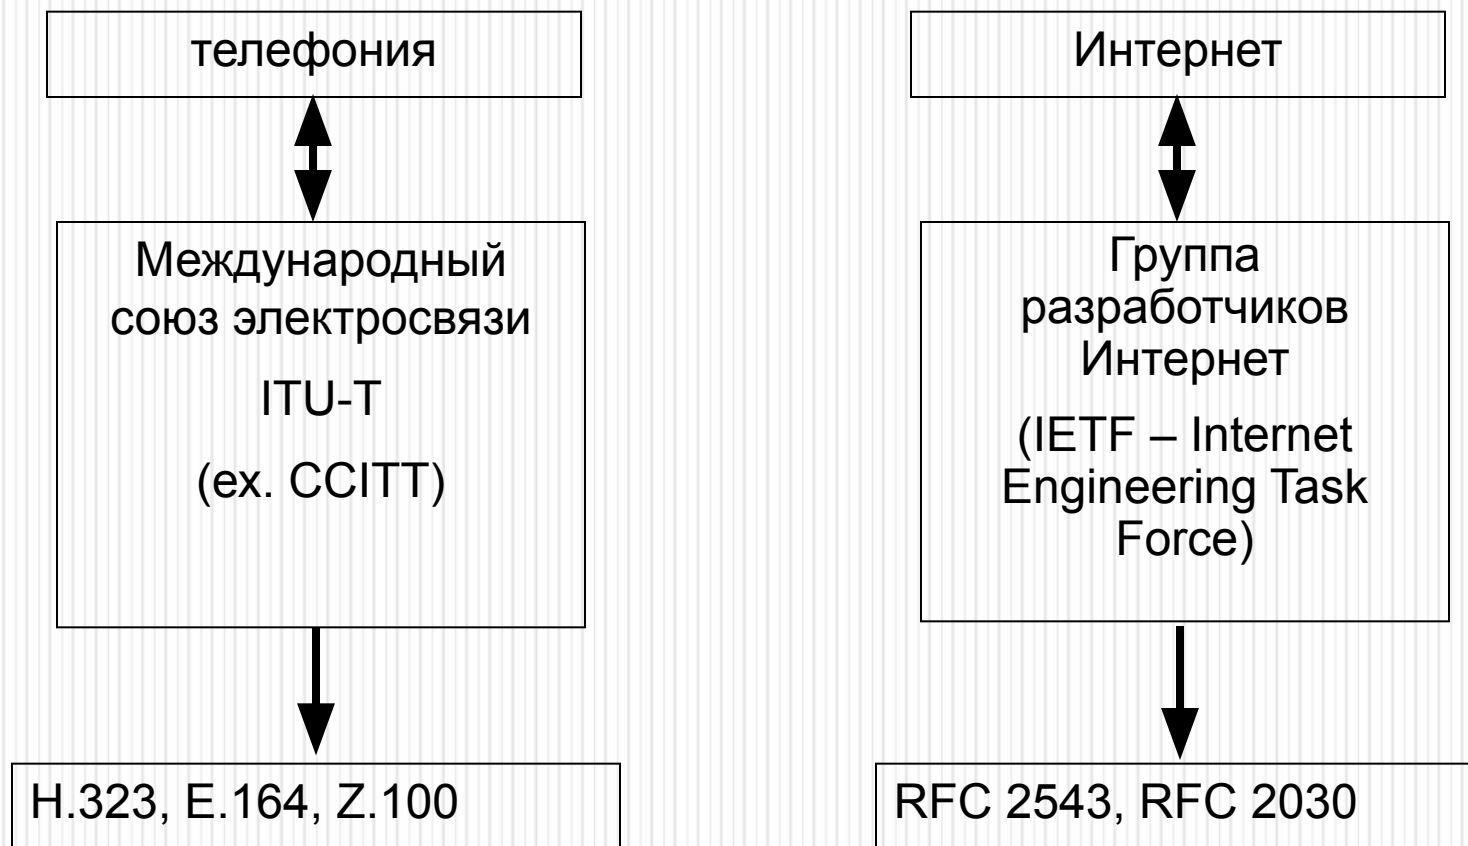 телефония
Международный
союз электросвязи
ITU-T
(ex. CCITT)
H.323, E.164, Z.100
Интернет
Группа
разработчиков
Интернет
(IETF – Internet
Engineering Task
Force)
RFC 2543, RFC 2030